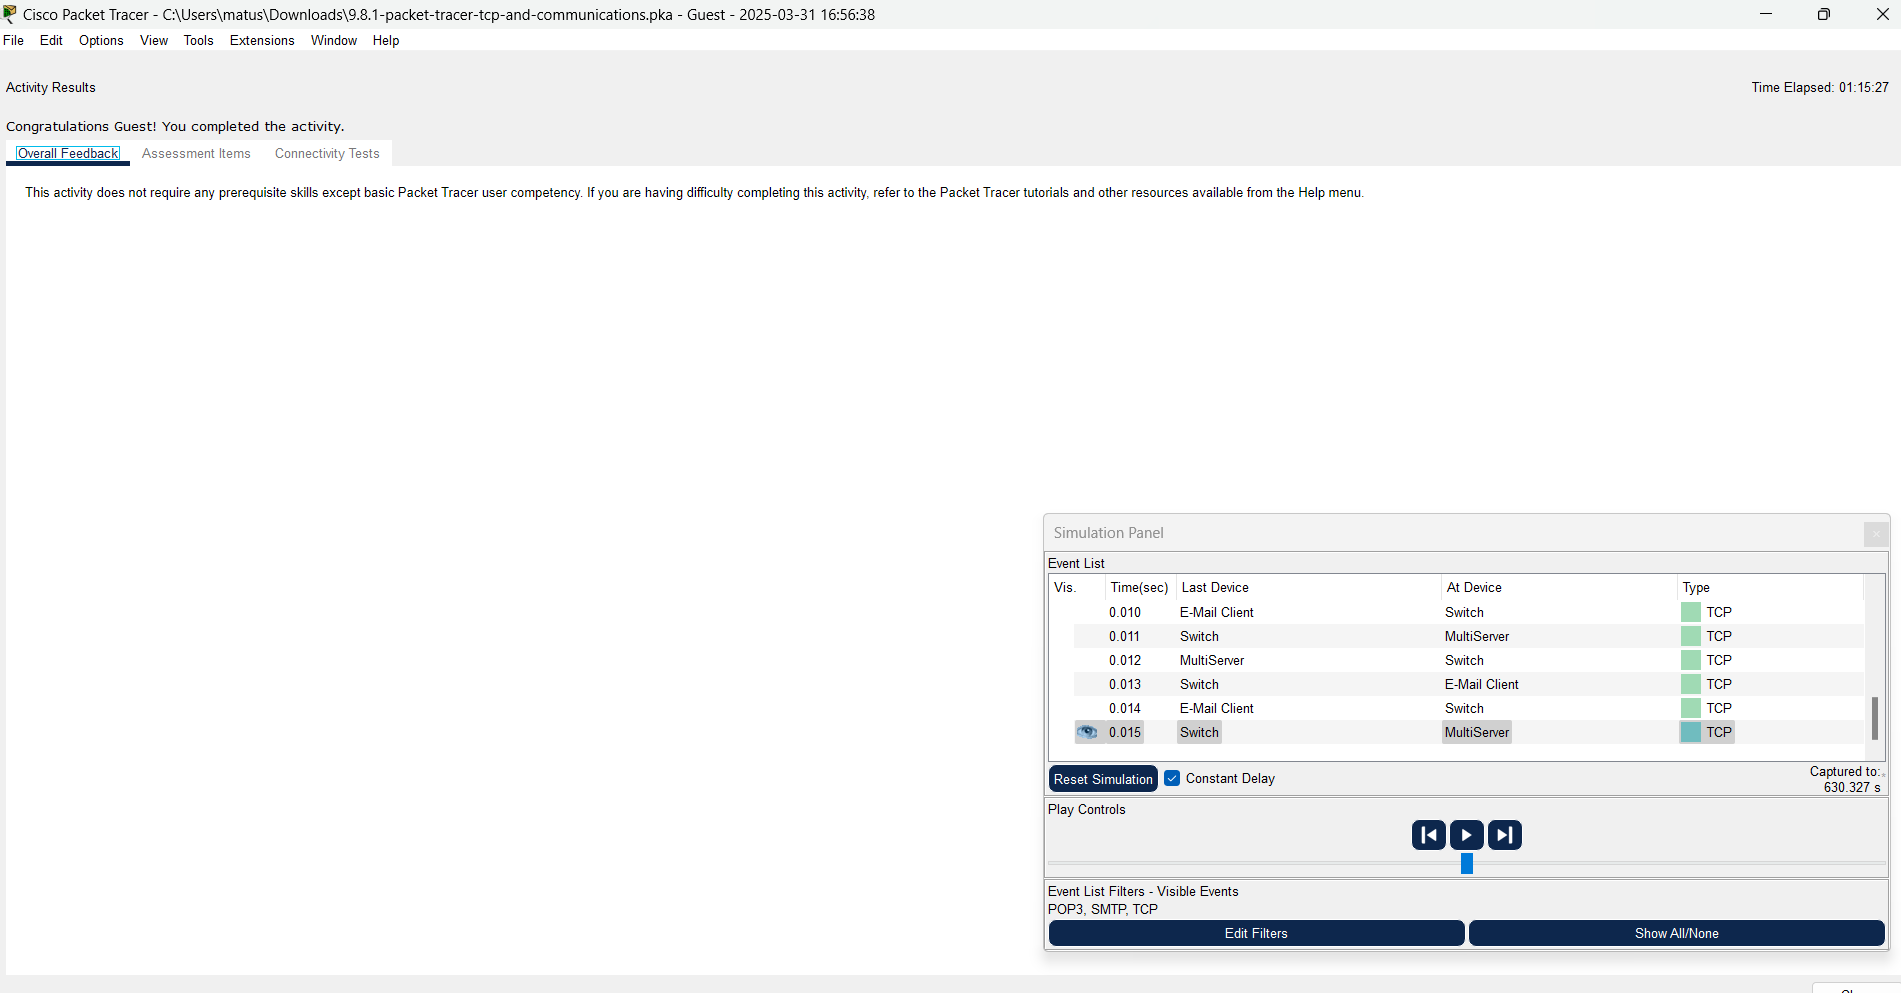 Cisco Packet Tracer - C:\Users\matus\Downloads\9.8.1-packet-tracer-tcp-and-communications.pka - Guest - 2025-03-31 16:56:38
File Edit Options View Tools Extensions Window Help
Activity Results Time Elapsed: 01:15:27
Congratulations Guest! You completed the activity.
Overall Feedback Assessment Items Connectivity Tests
This activity does not require any prerequisite skills except basic Packet Tracer user competency. If you are having difficulty completing this activity, refer to the Packet Tracer tutorials and other resources available from the Help menu.
Simulation Panel
Event List
Vis. Time(sec) Last Device At Device Type
0.010 E-Mail Client Switch TCP
0.011 Switch MultiServer TCP
0.012 MultiServer Switch TCP
0.013 Switch E-Mail Client TCP
0.014 E-Mail Client Switch TCP
0.015 Switch MultiServer TCP
Reset Simulation Constant Delay Captured to:
630.327 s
Play Controls
Event List Filters - Visible Events
POP3, SMTP, TCP
Edit Filters Show All/None